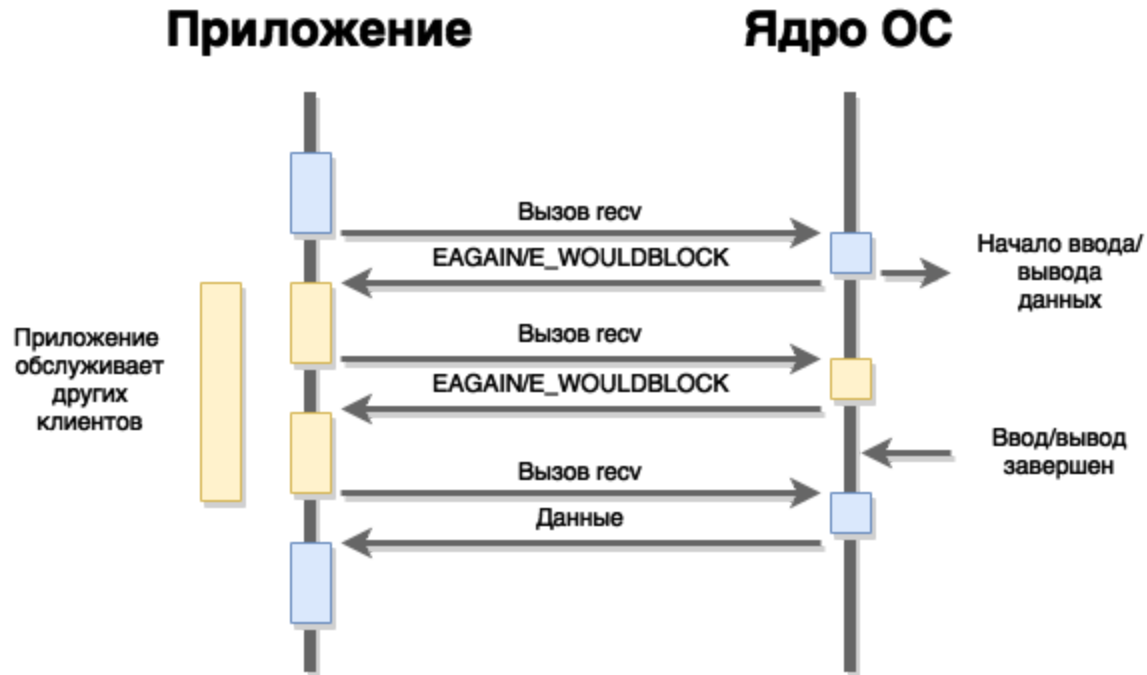 Приложение
Ядро ОС
Вызов recv
EAGAIN/E_WOULDBLOCK
Начало ввода/
вывода
данных
Приложение
обслуживает
других
клиентов
Вызов recv
EAGAIN/E_WOULDBLOCK
Ввод/вывод
завершен
Вызов recv
Данные